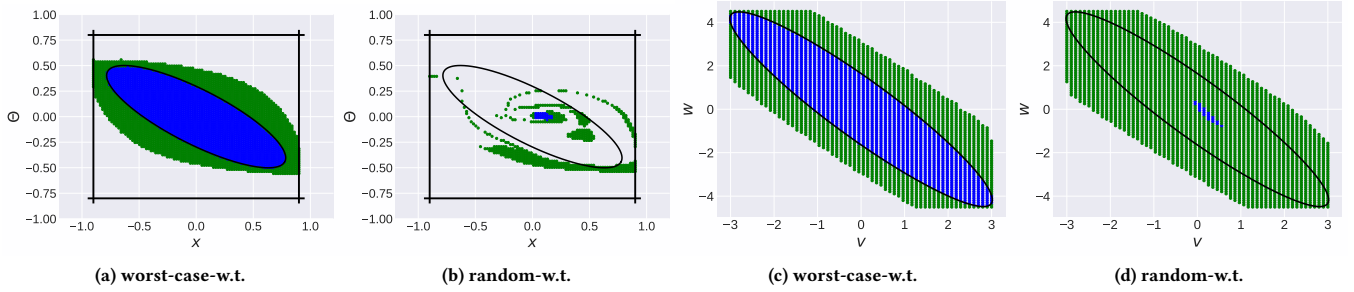 1.00
0.75
0.50
0.25
0.00
−0.25
−0.50
−0.75
−1.00
Θ
−1.0 −0.5 0.0 0.5 1.0
x
(a) worst-case-w.t.
1.00
0.75
0.50
0.25
0.00
−0.25
−0.50
−0.75
−1.00
Θ
−1.0 −0.5 0.0 0.5 1.0
x
(b) random-w.t.
4
2
0
−2
−4
w
−3 −2 −1 0 1 2 3
v
(c) worst-case-w.t.
4
2
0
−2
−4
w
−3 −2 −1 0 1 2 3
v
(d) random-w.t.